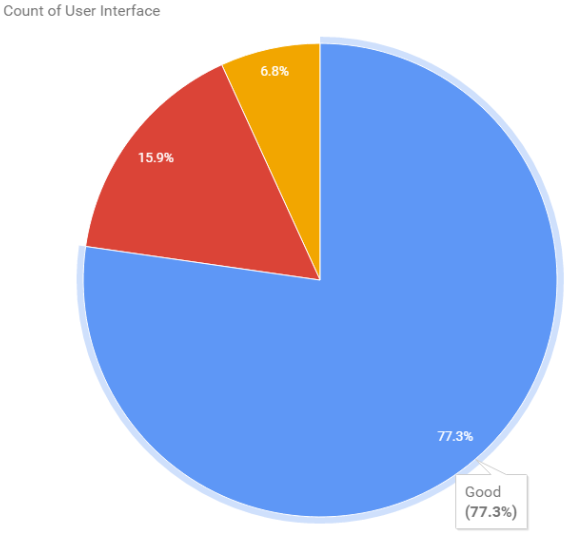 Count of User Interface
6.8%
15.9%
77.3%
Good
(77.3%)